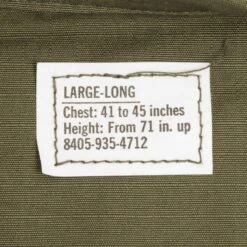 LARGE-LONG
Chest: 41 to 45 inches
Height: From 71 in. up
8405-935-4712